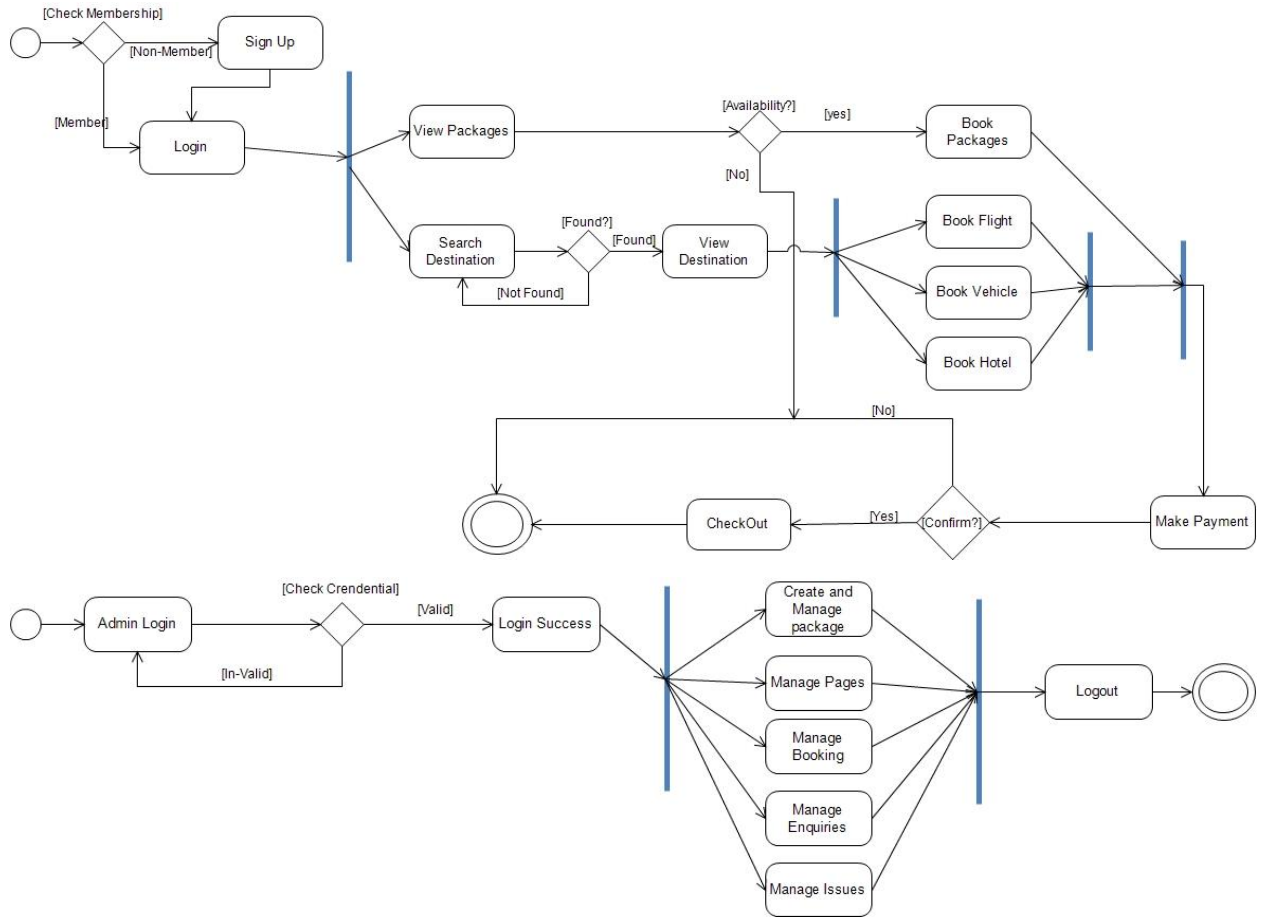 [Check Membership]
Sign Up
[Non-Member]
[Member]
Login
View Packages
[Availability?]
[yes]
Book
Packages
[No]
Search
Destination
[Found?]
[Found]
[Not Found]
View
Destination
Book Flight
Book Vehicle
Book Hotel
[No]
CheckOut
[Yes]
[Confirm?]
Make Payment
Admin Login
[Check Crendential]
[Valid]
[In-Valid]
Login Success
Create and
Manage
package
Manage Pages
Manage
Booking
Manage
Enquiries
Manage Issues
Logout